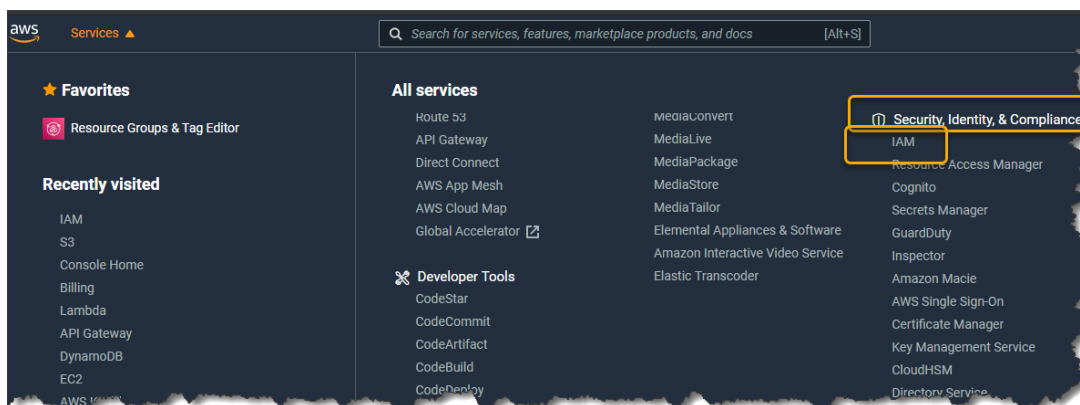 aws
Services ▲
Search for services, features, marketplace products, and docs
[Alt+S]
Favorites
Resource Groups & Tag Editor
Recently visited
IAM
S3
Console Home
Billing
Lambda
API Gateway
DynamoDB
EC2
AWS
All services
Route 53
API Gateway
Direct Connect
AWS App Mesh
AWS Cloud Map
Global Accelerator
Developer Tools
CodeStar
CodeCommit
CodeArtifact
CodeBuild
CodeDeploy
MediaConvert
MediaLive
MediaPackage
MediaStore
MediaTailor
Elemental Appliances & Software
Amazon Interactive Video Service
Elastic Transcoder
Security, Identity, & Compliance
IAM
Resource Access Manager
Cognito
Secrets Manager
GuardDuty
Inspector
Amazon Macie
AWS Single Sign-On
Certificate Manager
Key Management Service
CloudHSM
Directory Service